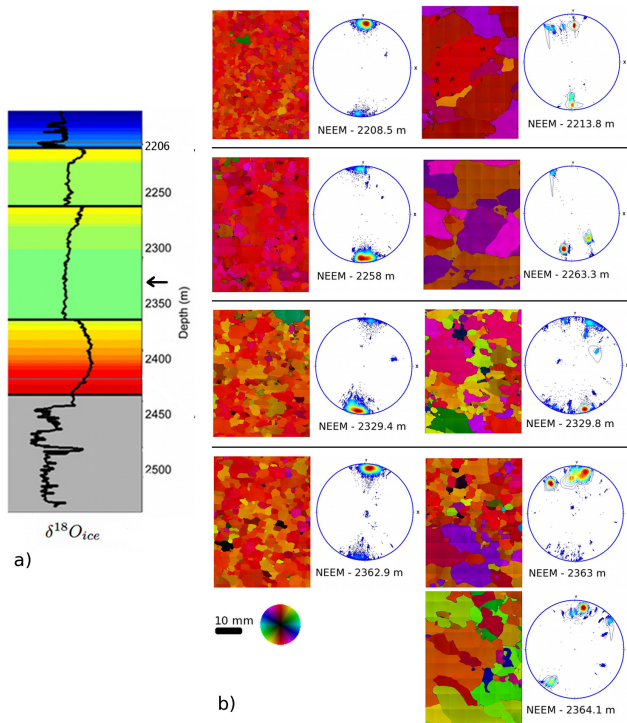 2206
2250
2300
2350
2400
2450
2500
Depth (m)
δ¹⁸O_ice
a)
Y
X
NEEM - 2208.5 m
Y
X
NEEM - 2213.8 m
Y
X
NEEM - 2258 m
Y
X
NEEM - 2263.3 m
Y
X
NEEM - 2329.4 m
Y
X
NEEM - 2329.8 m
Y
X
NEEM - 2362.9 m
Y
X
NEEM - 2363 m
10 mm
b)
Y
X
NEEM - 2364.1 m